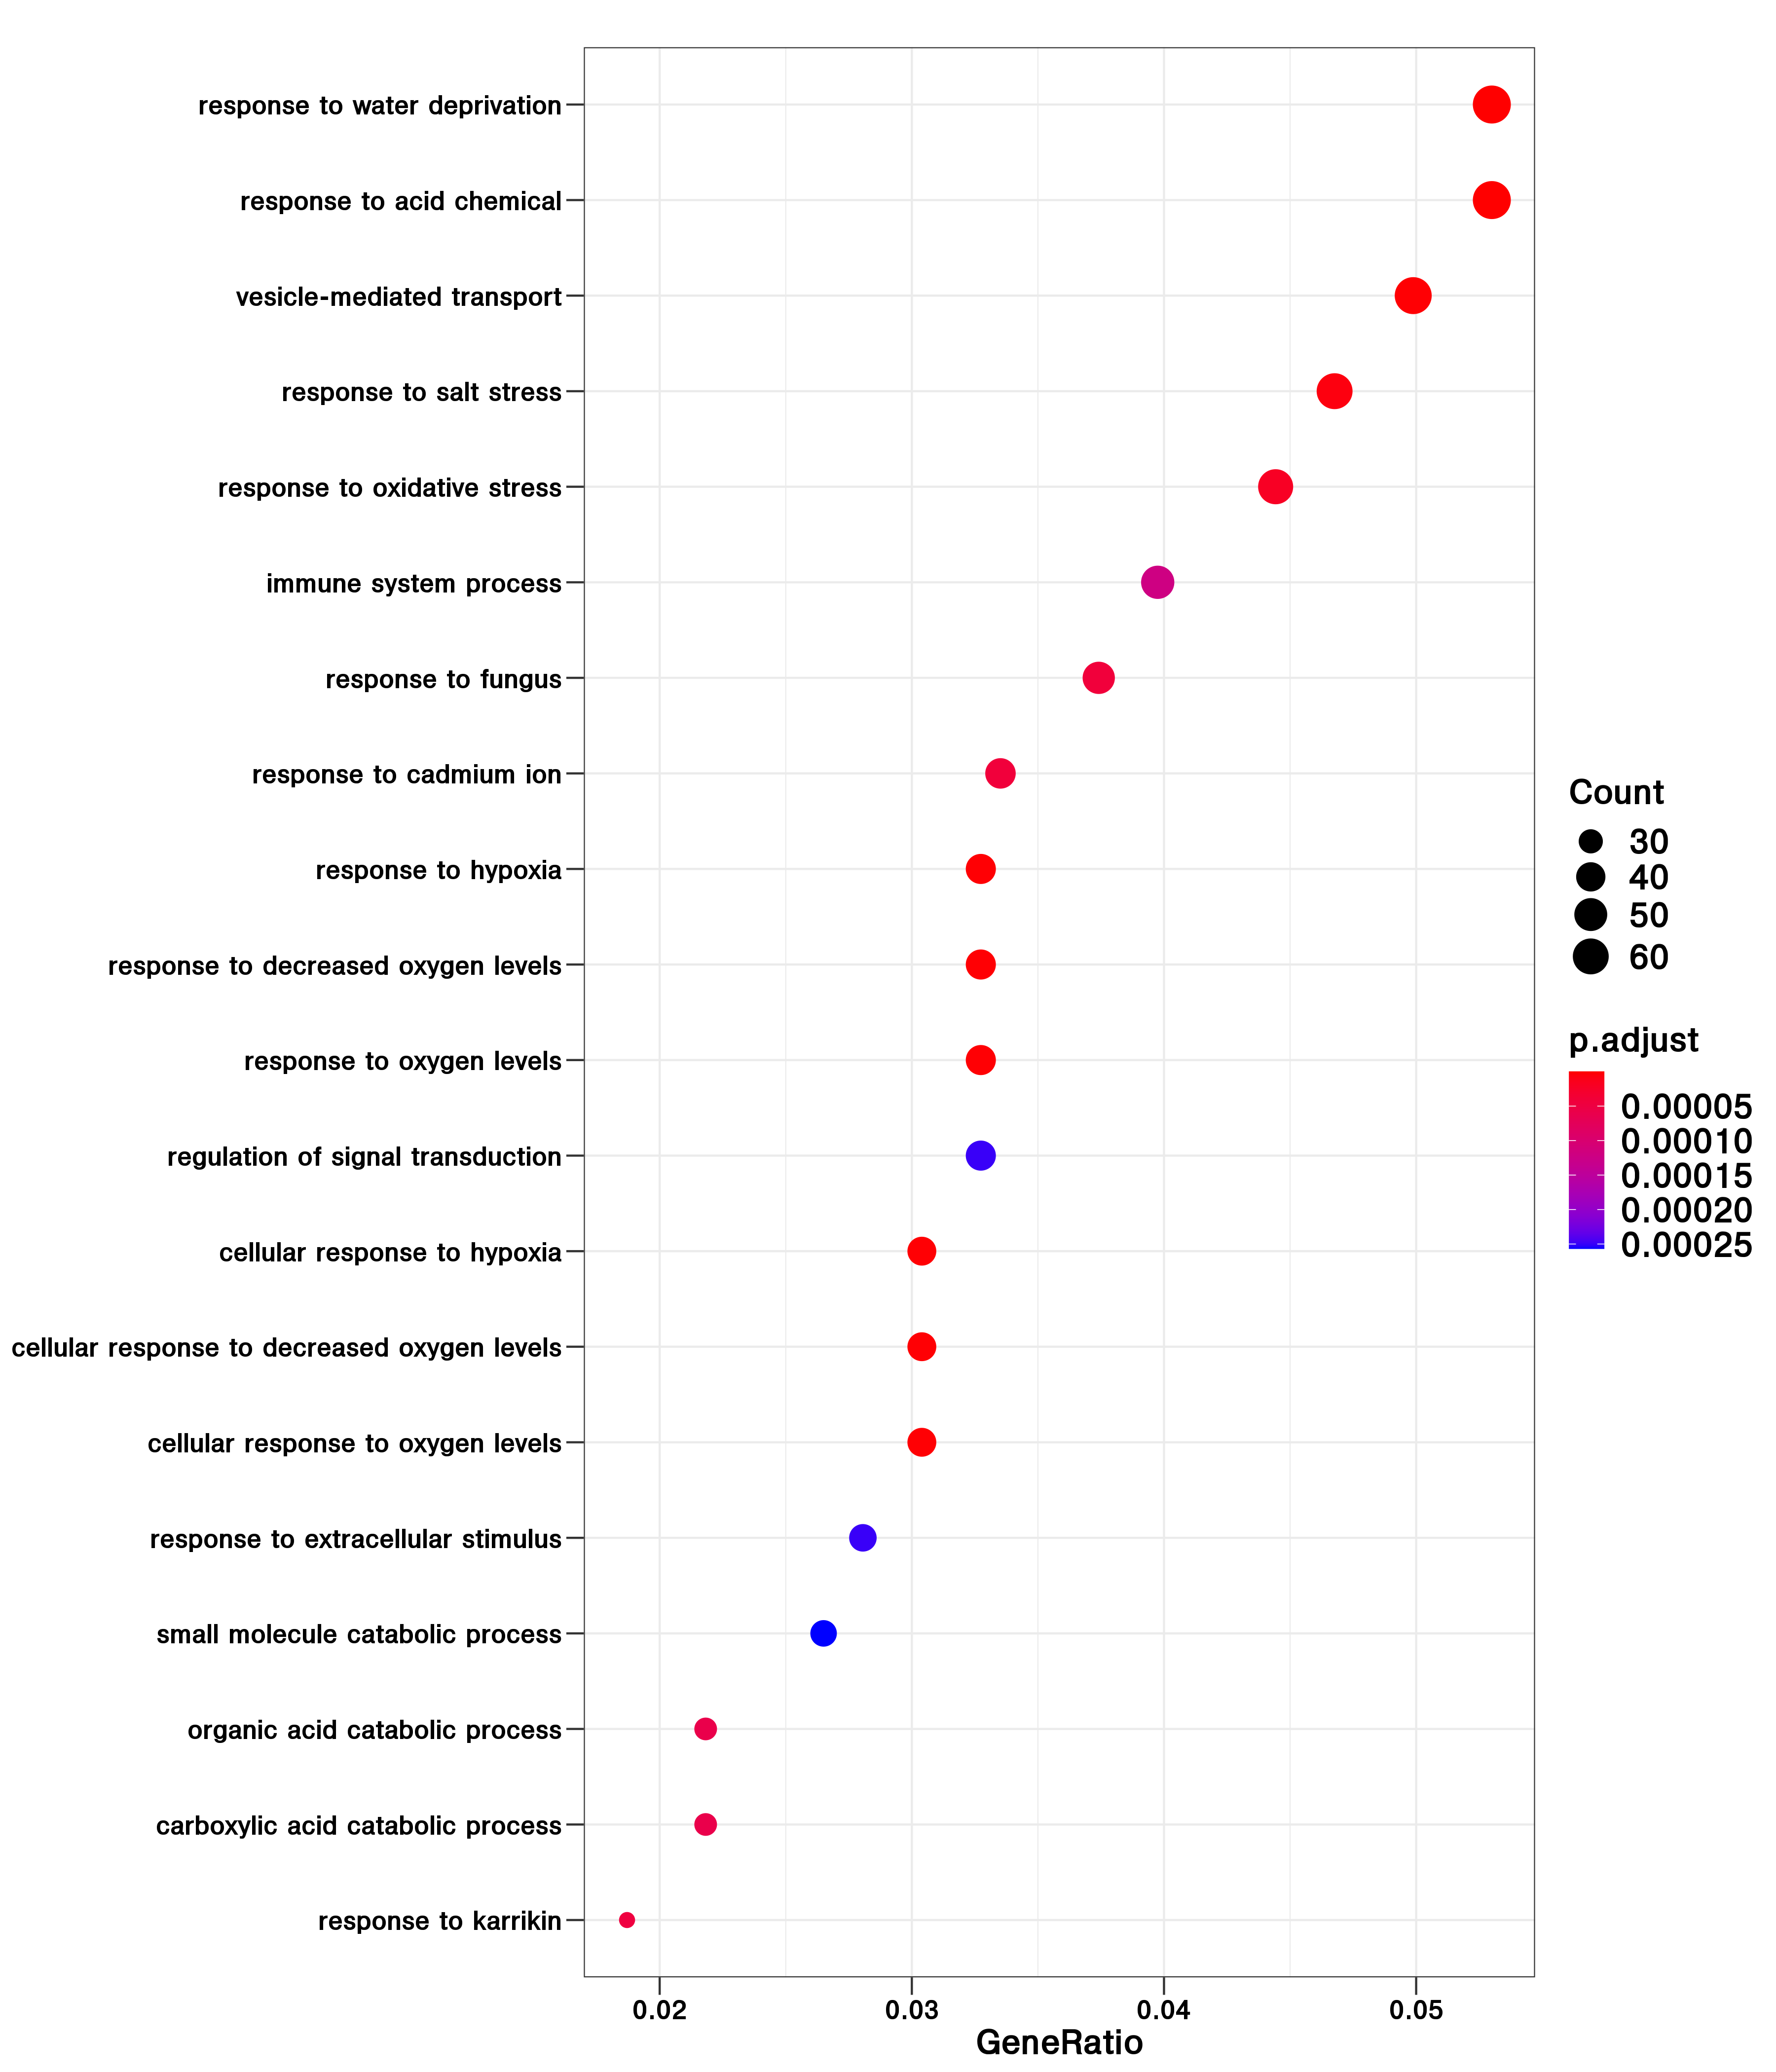 response to water deprivation
response to acid chemical
vesicle-mediated transport
response to salt stress
response to oxidative stress
immune system process
response to fungus
response to cadmium ion
response to hypoxia
response to decreased oxygen levels
response to oxygen levels
regulation of signal transduction
cellular response to hypoxia
cellular response to decreased oxygen levels
cellular response to oxygen levels
response to extracellular stimulus
small molecule catabolic process
organic acid catabolic process
carboxylic acid catabolic process
response to karrikin
0.02 0.03 0.04 0.05
GeneRatio
Count
30
40
50
60
p.adjust
0.00005
0.00010
0.00015
0.00020
0.00025